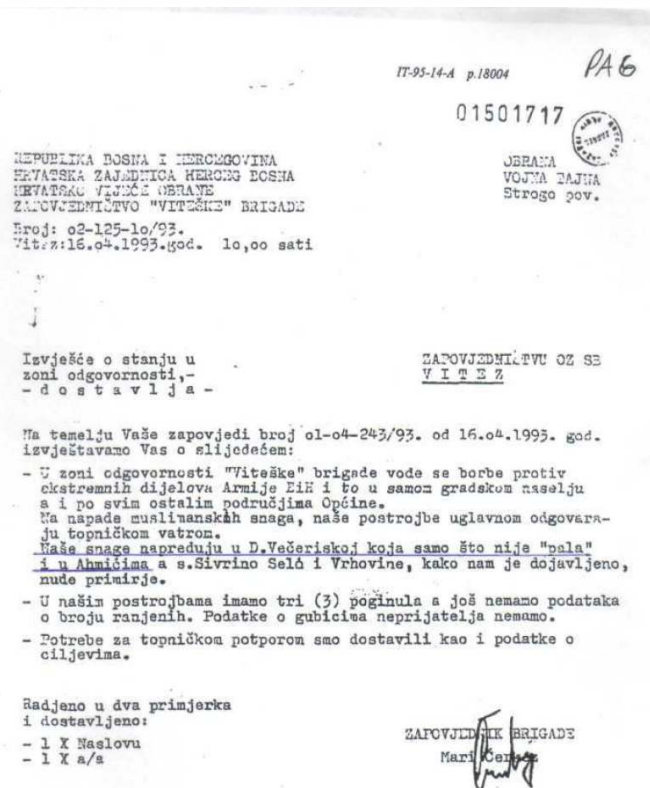 IT-95-14-A p.18004
PA6
01501717
REPUBLIKA BOSNA I HERCEGOVINA
HRVATSKA ZAJEDNICA HERCEG BOSNA
HRVATSKO VIJEĆE OBRANE
ZAPOVJEDNIŠTVO "VITEŠKE" BRIGADE
OBRANA
VOJNA TAJNA
Strogo pov.
Broj: o2-125-1o/93.
Vitez:16.o4.1993.god. 1o,oo sati
Izvješće o stanju u
zoni odgovornosti,-
- d o s t a v l j a -
ZAPOVJEDNIŠTVU OZ SB
V I T E Z
Na temelju Vaše zapovjedi broj o1-o4-243/93. od 16.o4.1993. god.
izvještavamo Vas o slijedećem:
- U zoni odgovornosti "Viteške" brigade vode se borbe protiv
ekstremnih dijelova Armije BiH i to u samom gradskom naselju
a i po svim ostalim područjima Općine.
Na napade muslimanskih snaga, naše postrojbe uglavnom odgovara-
ju topničkom vatrom.
Naše snage napreduju u D.Večeriskoj koja samo što nije "pala"
i u Ahmićima a s.Sivrino Selo i Vrhovine, kako nam je dojavljeno,
nude primirje.
- U našim postrojbama imamo tri (3) poginula a još nemamo podataka
o broju ranjenih. Podatke o gubicima neprijatelja nemamo.
- Potrebe za topničkom potporom smo dostavili kao i podatke o
ciljevima.
Radjeno u dva primjerka
i dostavljeno:
- 1 X Naslovu
- 1 X a/a
ZAPOVJEDNIK BRIGADE